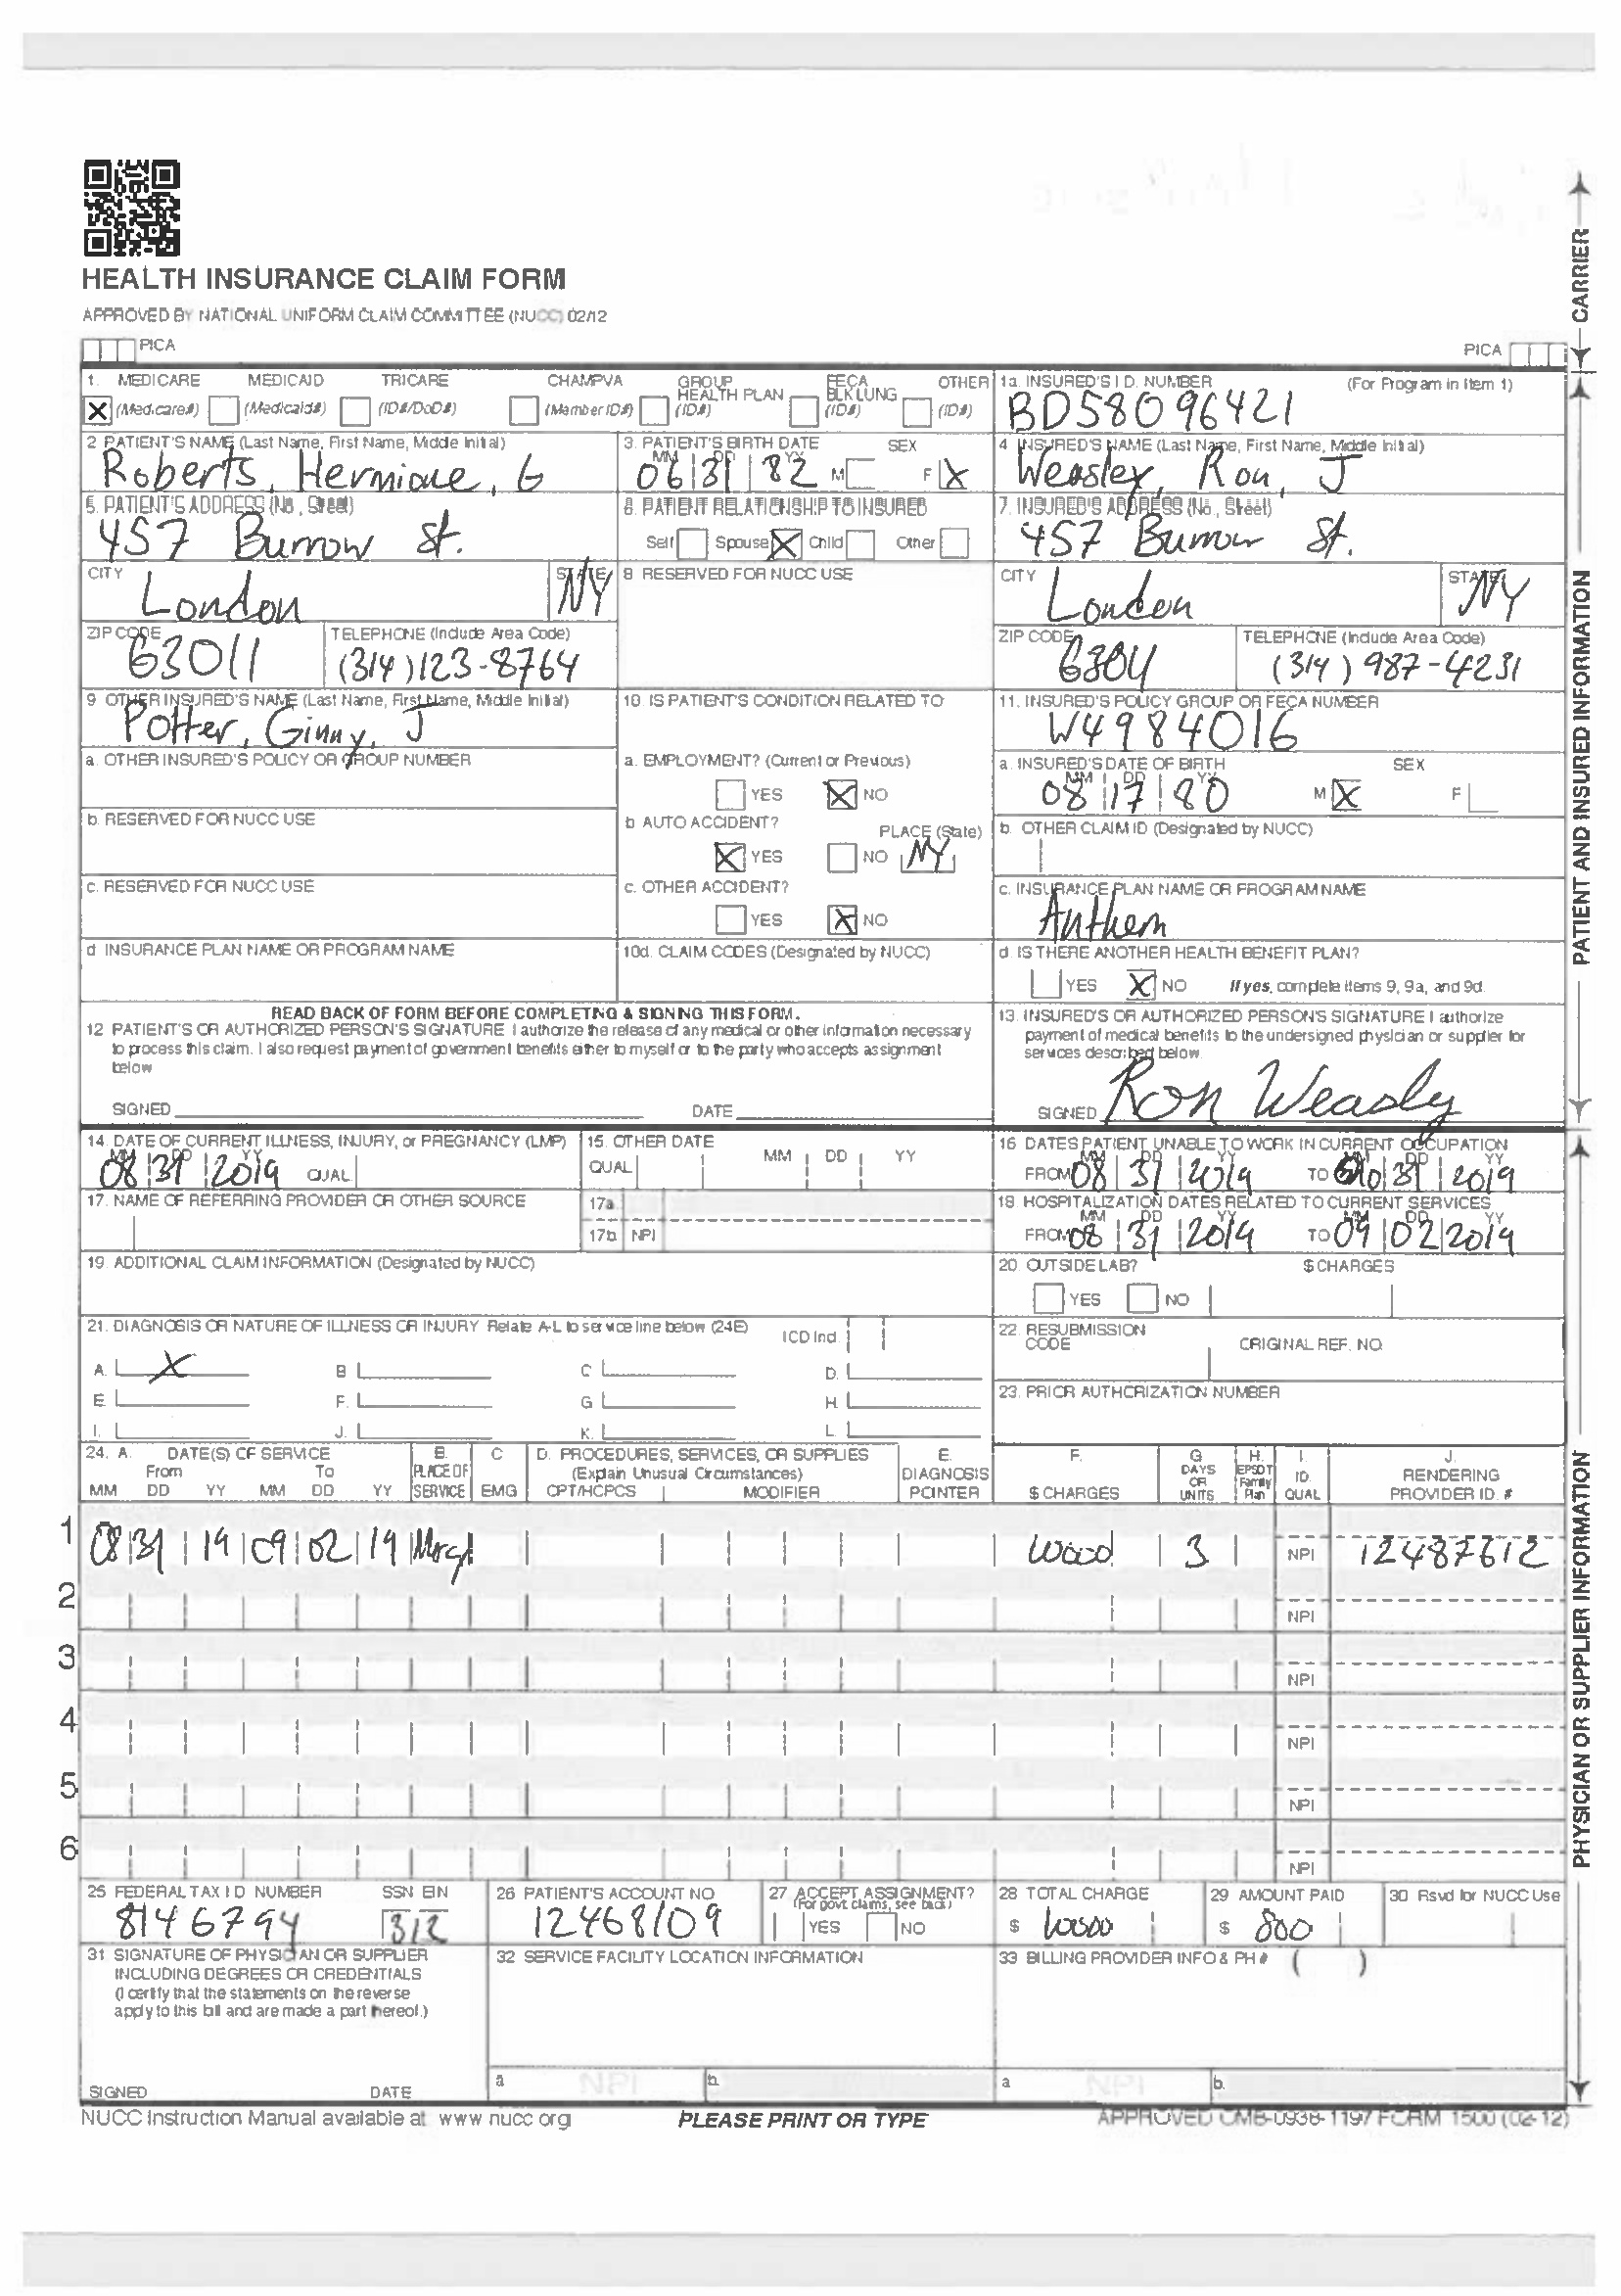 HEALTH INSURANCE CLAIM FORM
APPROVED BY NATIONAL UNIFORM CLAIM COMMITTEE (NUCC) 02/12
PICA
PICA
CARRIER
1. MEDICARE MEDICAID TRICARE CHAMPVA GROUP HEALTH PLAN FECA BLK LUNG OTHER
X (Medicare#) (Medicaid#) (ID#/DoD#) (Member ID#) (ID#) (ID#) (ID#)
1a. INSURED'S I.D. NUMBER (For Program in Item 1)
BD58096421
2 PATIENT'S NAME (Last Name, First Name, Middle Initial)
Roberts, Hermione, G
3. PATIENT'S BIRTH DATE SEX
MM DD YY
06 31 82 M F X
4 INSURED'S NAME (Last Name, First Name, Middle Initial)
Weasley, Ron, J
5. PATIENT'S ADDRESS (No., Street)
457 Burrow St.
6. PATIENT RELATIONSHIP TO INSURED
Self Spouse X Child Other
7. INSURED'S ADDRESS (No., Street)
457 Burrow St.
CITY
London
STATE
NY
8 RESERVED FOR NUCC USE
CITY
London
STATE
NY
ZIP CODE
63011
TELEPHONE (Include Area Code)
(314) 123-8764
ZIP CODE
TELEPHONE (Include Area Code)
(314) 987-4231
9 OTHER INSURED'S NAME (Last Name, First Name, Middle Initial)
Potter, Ginny, J
10 IS PATIENT'S CONDITION RELATED TO
11. INSURED'S POLICY GROUP OR FECA NUMBER
W4984016
a. OTHER INSURED'S POLICY OR GROUP NUMBER
a. EMPLOYMENT? (Current or Previous)
YES X NO
a. INSURED'S DATE OF BIRTH SEX
MM DD YY
08 17 80 M X F
b. RESERVED FOR NUCC USE
b AUTO ACCIDENT? PLACE (State)
X YES NO NY
b. OTHER CLAIM ID (Designated by NUCC)
c. RESERVED FOR NUCC USE
c. OTHER ACCIDENT?
YES X NO
c. INSURANCE PLAN NAME OR PROGRAM NAME
Anthem
d INSURANCE PLAN NAME OR PROGRAM NAME
10d. CLAIM CODES (Designated by NUCC)
d. IS THERE ANOTHER HEALTH BENEFIT PLAN?
YES X NO If yes, complete items 9, 9a, and 9d.
PATIENT AND INSURED INFORMATION
READ BACK OF FORM BEFORE COMPLETING & SIGNING THIS FORM.
12 PATIENT'S OR AUTHORIZED PERSON'S SIGNATURE I authorize the release of any medical or other information necessary
to process this claim. I also request payment of government benefits either to myself or to the party who accepts assignment
below
SIGNED DATE
13. INSURED'S OR AUTHORIZED PERSON'S SIGNATURE I authorize
payment of medical benefits to the undersigned physician or supplier for
services described below.
SIGNED Ron Weasly
14. DATE OF CURRENT ILLNESS, INJURY, or PREGNANCY (LMP)
MM DD YY
08 31 2019 QUAL
15. OTHER DATE
QUAL MM DD YY
16 DATES PATIENT UNABLE TO WORK IN CURRENT OCCUPATION
MM DD YY MM DD YY
FROM 08 31 2019 TO 10 31 2019
17. NAME OF REFERRING PROVIDER OR OTHER SOURCE
17a
17b NPI
18. HOSPITALIZATION DATES RELATED TO CURRENT SERVICES
MM DD YY MM DD YY
FROM 08 31 2019 TO 09 02 2019
19. ADDITIONAL CLAIM INFORMATION (Designated by NUCC)
20. OUTSIDE LAB? $ CHARGES
YES NO
21. DIAGNOSIS OR NATURE OF ILLNESS OR INJURY Relate A-L to service line below (24E) ICD Ind
A. X B C D.
E F. G H.
I. J. K. L.
22. RESUBMISSION CODE ORIGINAL REF. NO.
23. PRIOR AUTHORIZATION NUMBER
24. A. DATE(S) OF SERVICE B. C D. PROCEDURES, SERVICES, OR SUPPLIES E. F. G H. I. J.
From To PLACE OF (Explain Unusual Circumstances) DIAGNOSIS DAYS OR UNITS EPSDT Family Plan ID. RENDERING
MM DD YY MM DD YY SERVICE EMG CPT/HCPCS MODIFIER POINTER $ CHARGES QUAL PROVIDER ID. #
1 08 31 19 09 02 19 3 NPI 12487612
2 NPI
3 NPI
4 NPI
5 NPI
6 NPI
PHYSICIAN OR SUPPLIER INFORMATION
25 FEDERAL TAX I D NUMBER SSN EIN
8146794 312
26 PATIENT'S ACCOUNT NO
12468109
27 ACCEPT ASSIGNMENT?
(For govt claims, see back)
YES NO
28 TOTAL CHARGE
$
29 AMOUNT PAID
$ 800
30 Rsvd for NUCC Use
31 SIGNATURE OF PHYSICIAN OR SUPPLIER
INCLUDING DEGREES OR CREDENTIALS
(I certify that the statements on the reverse
apply to this bill and are made a part thereof.)
SIGNED DATE
32 SERVICE FACILITY LOCATION INFORMATION
a NPI b.
33 BILLING PROVIDER INFO & PH # ( )
a NPI b.
NUCC Instruction Manual available at www nucc org
PLEASE PRINT OR TYPE
APPROVED OMB-0938-1197 FORM 1500 (02-12)